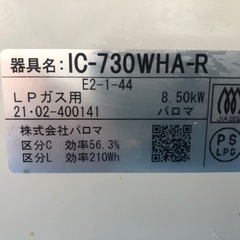 器具名:IC-730WHA-R
E2-1-44
LPガス用 8.50kW
21・02-400141 パロマ
株式会社パロマ
区分C 効率56.3%
区分L 効率210Wh
JIA
PS
LPG